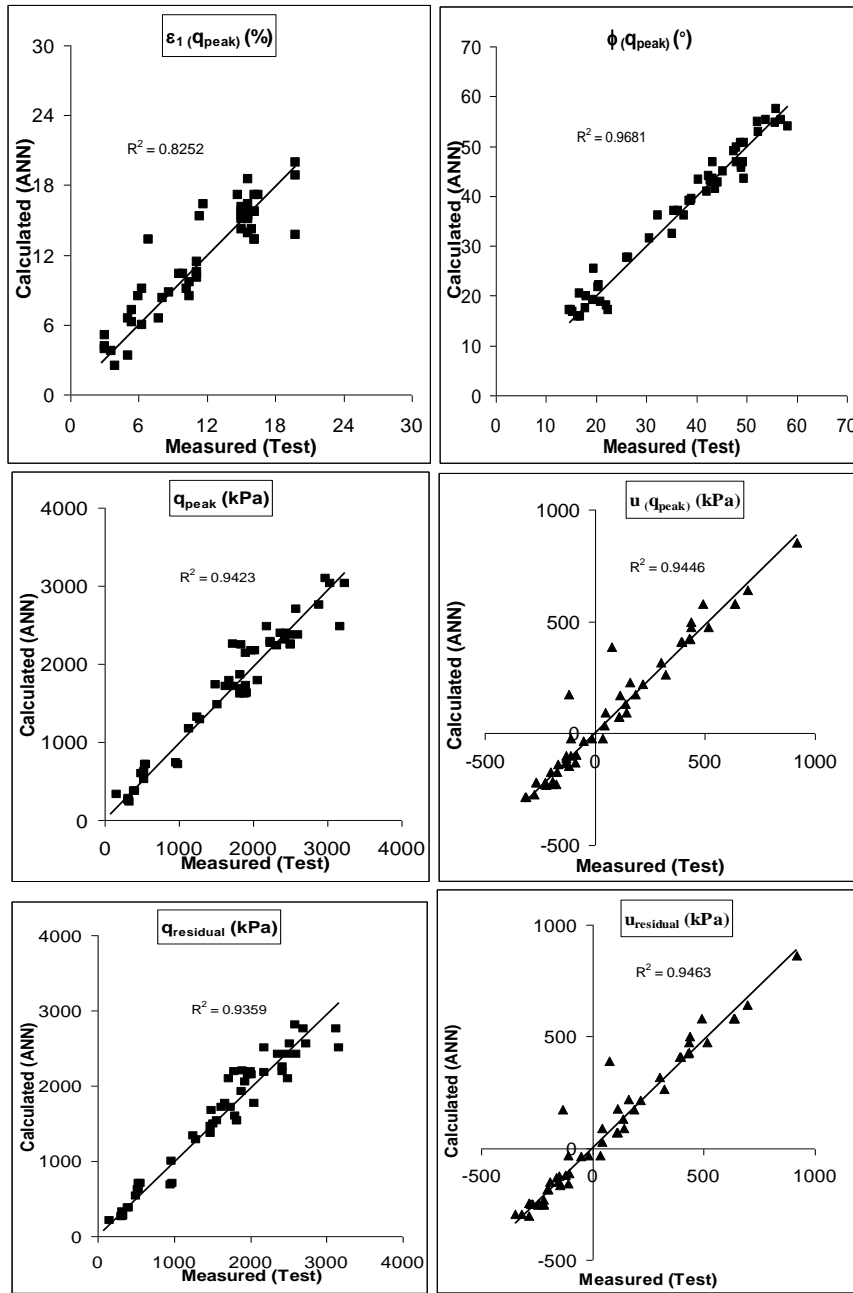 ε1 (qpeak) (%)
R2 = 0.8252
Calculated (ANN)
30
24
18
12
6
0
0 6 12 18 24 30
Measured (Test)
ϕ (qpeak) (°)
R2 = 0.9681
Calculated (ANN)
70
60
50
40
30
20
10
0
0 10 20 30 40 50 60 70
Measured (Test)
qpeak (kPa)
R2 = 0.9423
Calculated (ANN)
4000
3000
2000
1000
0
0 1000 2000 3000 4000
Measured (Test)
u (qpeak) (kPa)
R2 = 0.9446
Calculated (ANN)
1000
500
0
-500
-500 0 500 1000
Measured (Test)
qresidual (kPa)
R2 = 0.9359
Calculated (ANN)
4000
3000
2000
1000
0
0 1000 2000 3000 4000
Measured (Test)
uresidual (kPa)
R2 = 0.9463
Calculated (ANN)
1000
500
0
-500
-500 0 500 1000
Measured (Test)